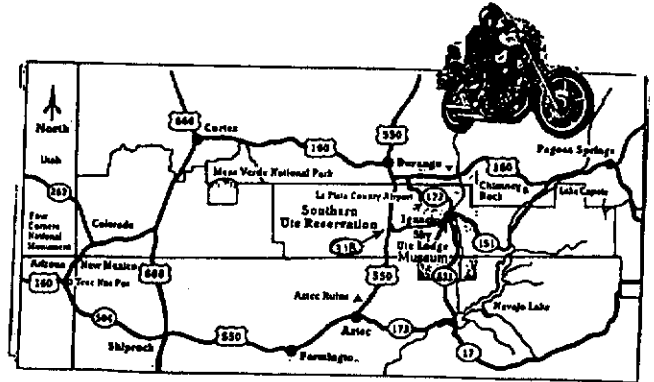 North
Utah
666
Cortez
160
550
Durango
160
Pagosa Springs
Mesa Verde National Park
La Plata County Airport
172
Chimney
Rock
Lake Capote
Four
Corners
National
Monument
Colorado
Southern
Ute Reservation
Ignacio
Sky
Ute Lodge
Museum
151
Arizona
New Mexico
160
Teec Nos Pos
666
550
Aztec Ruins
Navajo Lake
504
Shiprock
550
Farmington
Aztec
173
17